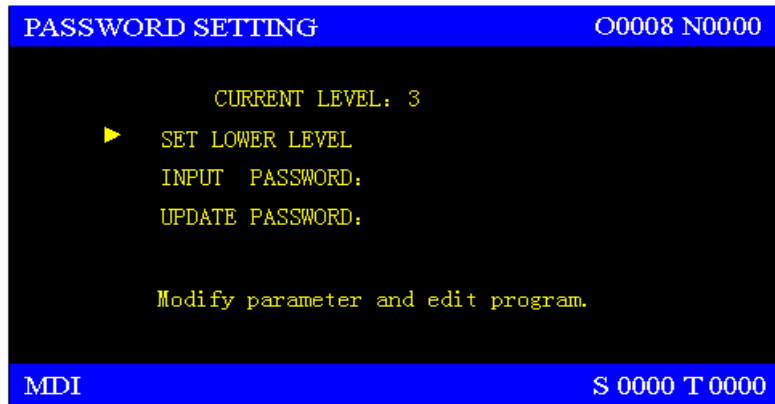 PASSWORD SETTING O0008 N0000
CURRENT LEVEL: 3
SET LOWER LEVEL
INPUT PASSWORD:
UPDATE PASSWORD:
Modify parameter and edit program.
MDI S 0000 T 0000